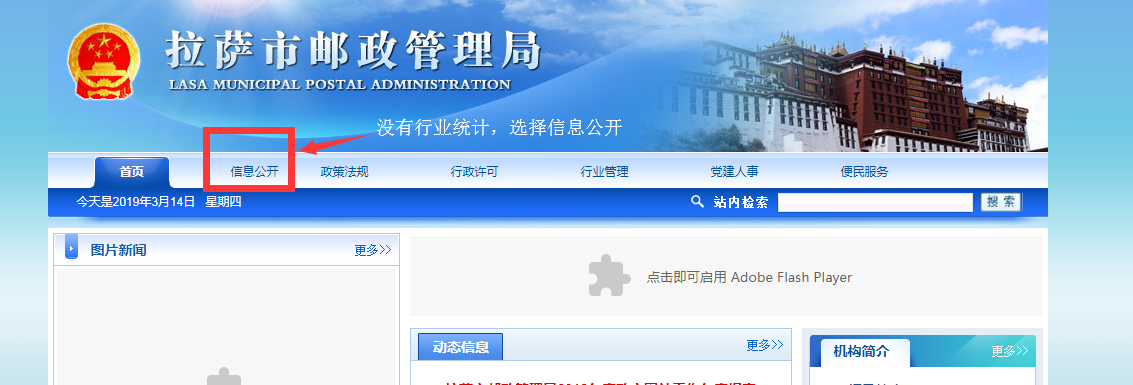 拉萨市邮政管理局
LASA MUNICIPAL POSTAL ADMINISTRATION
没有行业统计，选择信息公开
首页 信息公开 政策法规 行政许可 行业管理 党建人事 便民服务
今天是2019年3月14日 星期四 站内检索 搜 索
图片新闻 更多>>
点击即可启用 Adobe Flash Player
动态信息 更多>>
机构简介 更多>>